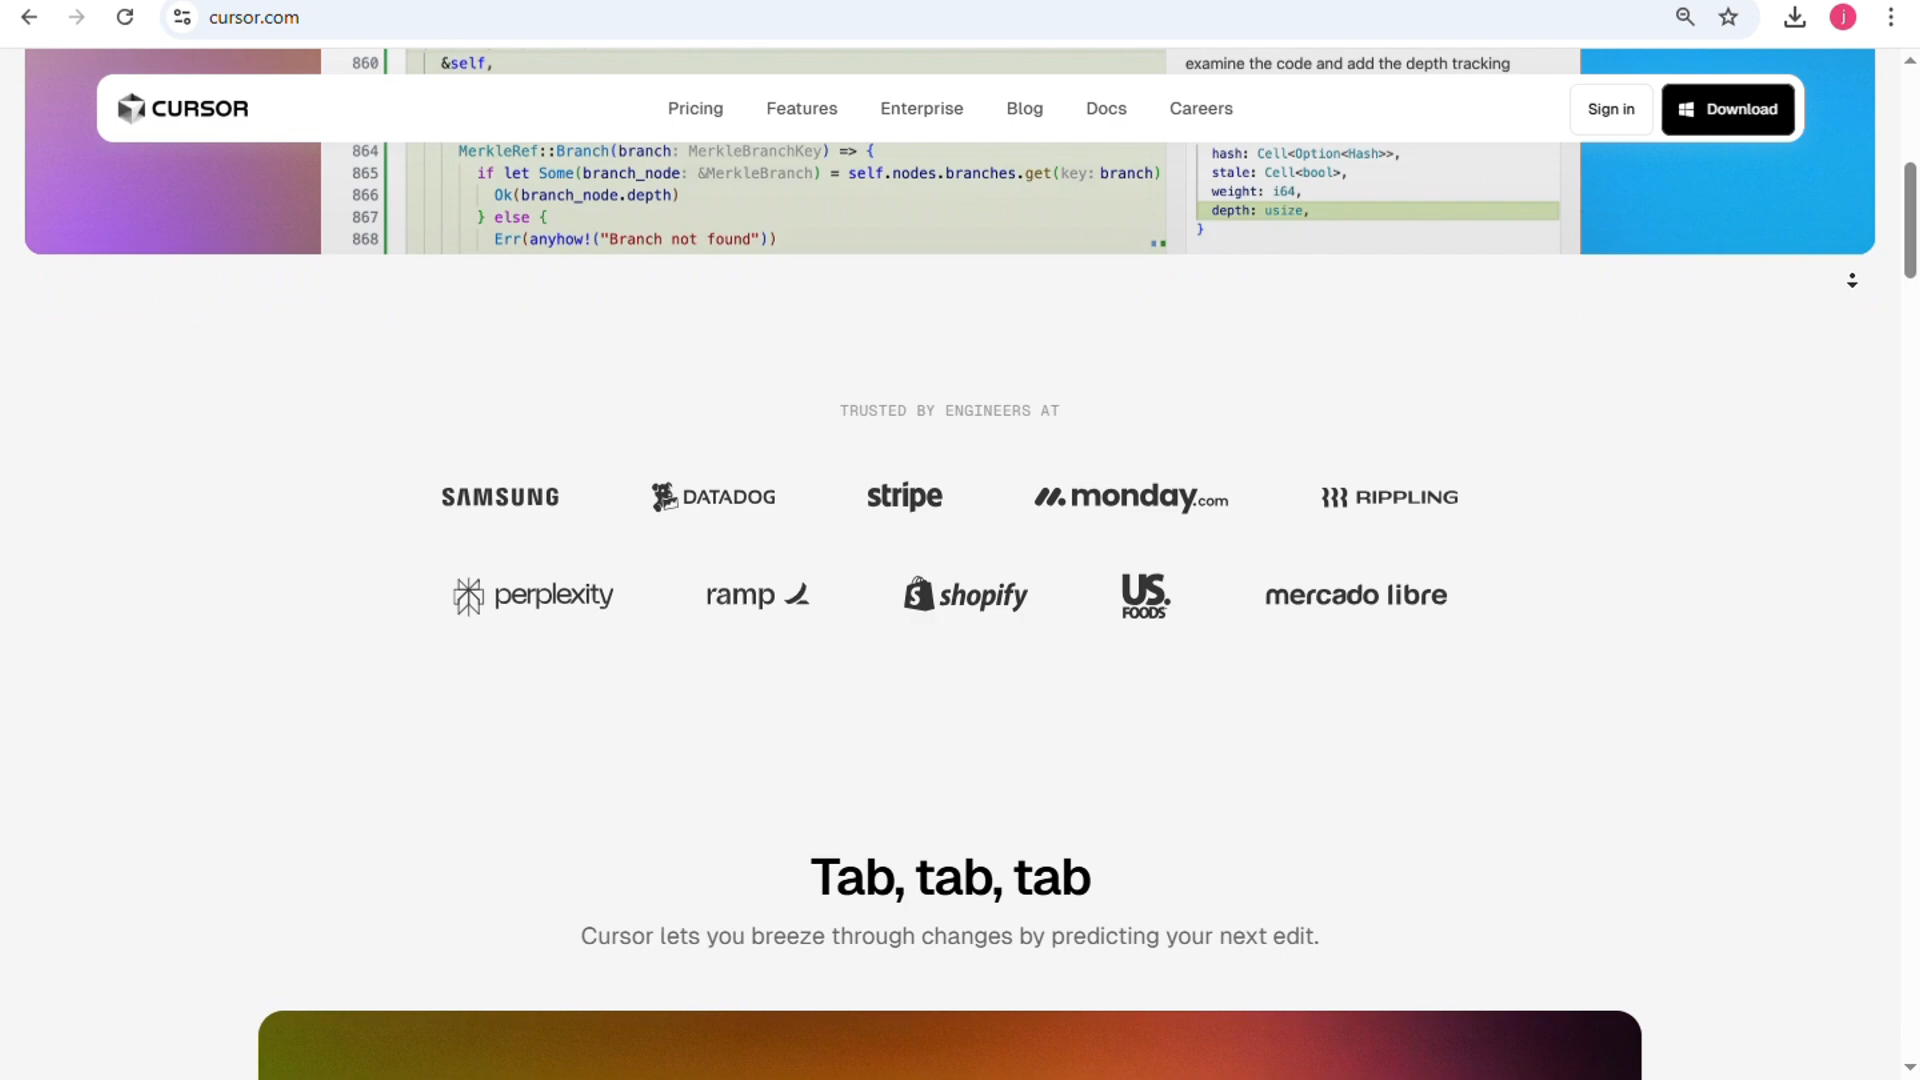 cursor.com
j
860 &self,
examine the code and add the depth tracking
CURSOR
Pricing Features Enterprise Blog Docs Careers
Sign in
Download
864 MerkleRef::Branch(branch: MerkleBranchKey) => {
865 if let Some(branch_node: &MerkleBranch) = self.nodes.branches.get(key: branch)
866 Ok(branch_node.depth)
867 } else {
868 Err(anyhow!("Branch not found"))
hash: Cell<Option<Hash>>,
stale: Cell<bool>,
weight: i64,
depth: usize,
}
TRUSTED BY ENGINEERS AT
SAMSUNG DATADOG stripe monday.com RIPPLING
perplexity ramp shopify US. FOODS mercado libre
Tab, tab, tab
Cursor lets you breeze through changes by predicting your next edit.